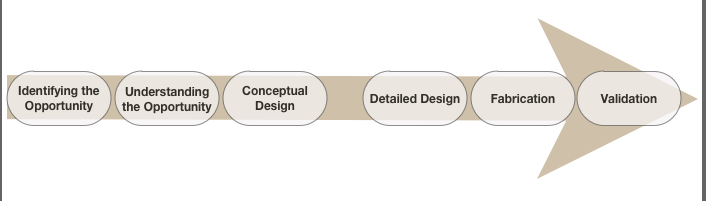 Identifying the
Opportunity
Understanding
the Opportunity
Conceptual
Design
Detailed Design
Fabrication
Validation